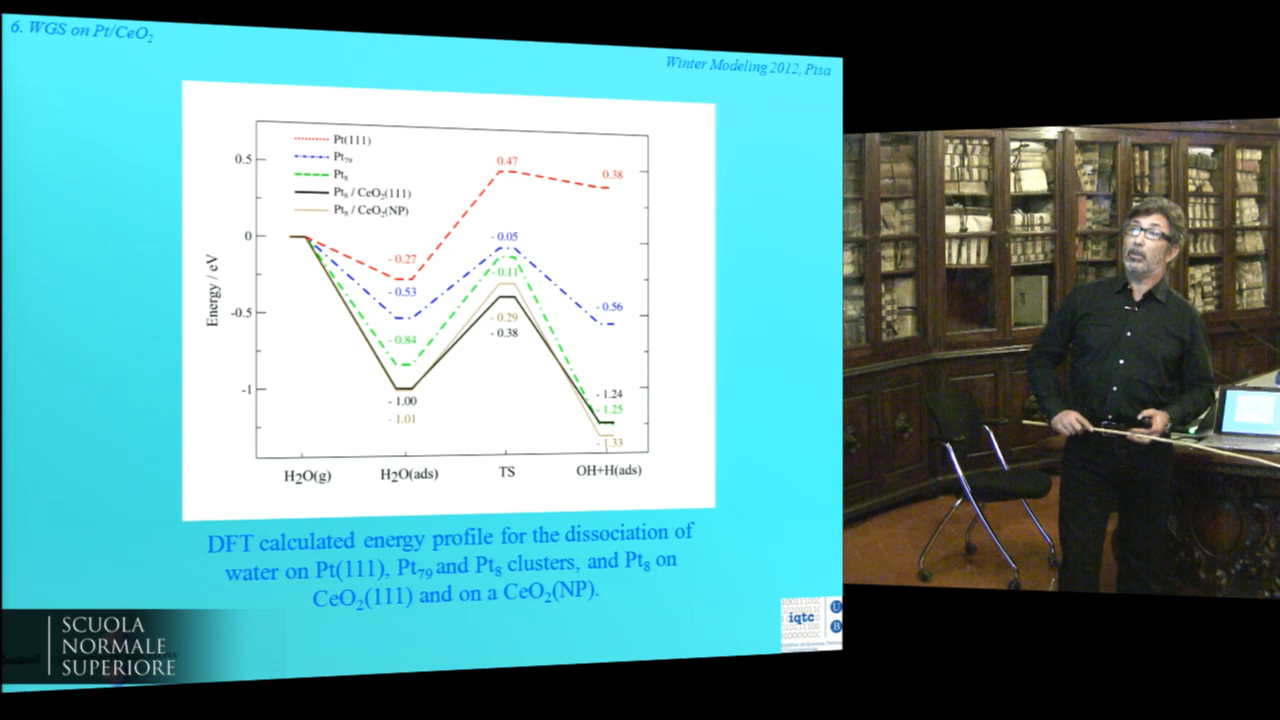 6. WGS on Pt/CeO₂
Winter Modeling 2012, Pisa
Pt(111)
Pt₇₉
Pt₈
Pt₈ / CeO₂(111)
Pt₈ / CeO₂(NP)
Energy / eV
0.5
0
-0.5
-1
0.47
0.38
- 0.27
- 0.05
- 0.53
- 0.11
- 0.56
- 0.84
- 0.29
- 0.38
- 1.00
- 1.01
- 1.24
- 1.25
- 1.33
H₂O(g)
H₂O(ads)
TS
OH+H(ads)
DFT calculated energy profile for the dissociation of
water on Pt(111), Pt₇₉ and Pt₈ clusters, and Pt₈ on
CeO₂(111) and on a CeO₂(NP).
iqtc
U
B
SCUOLA
NORMALE
SUPERIORE